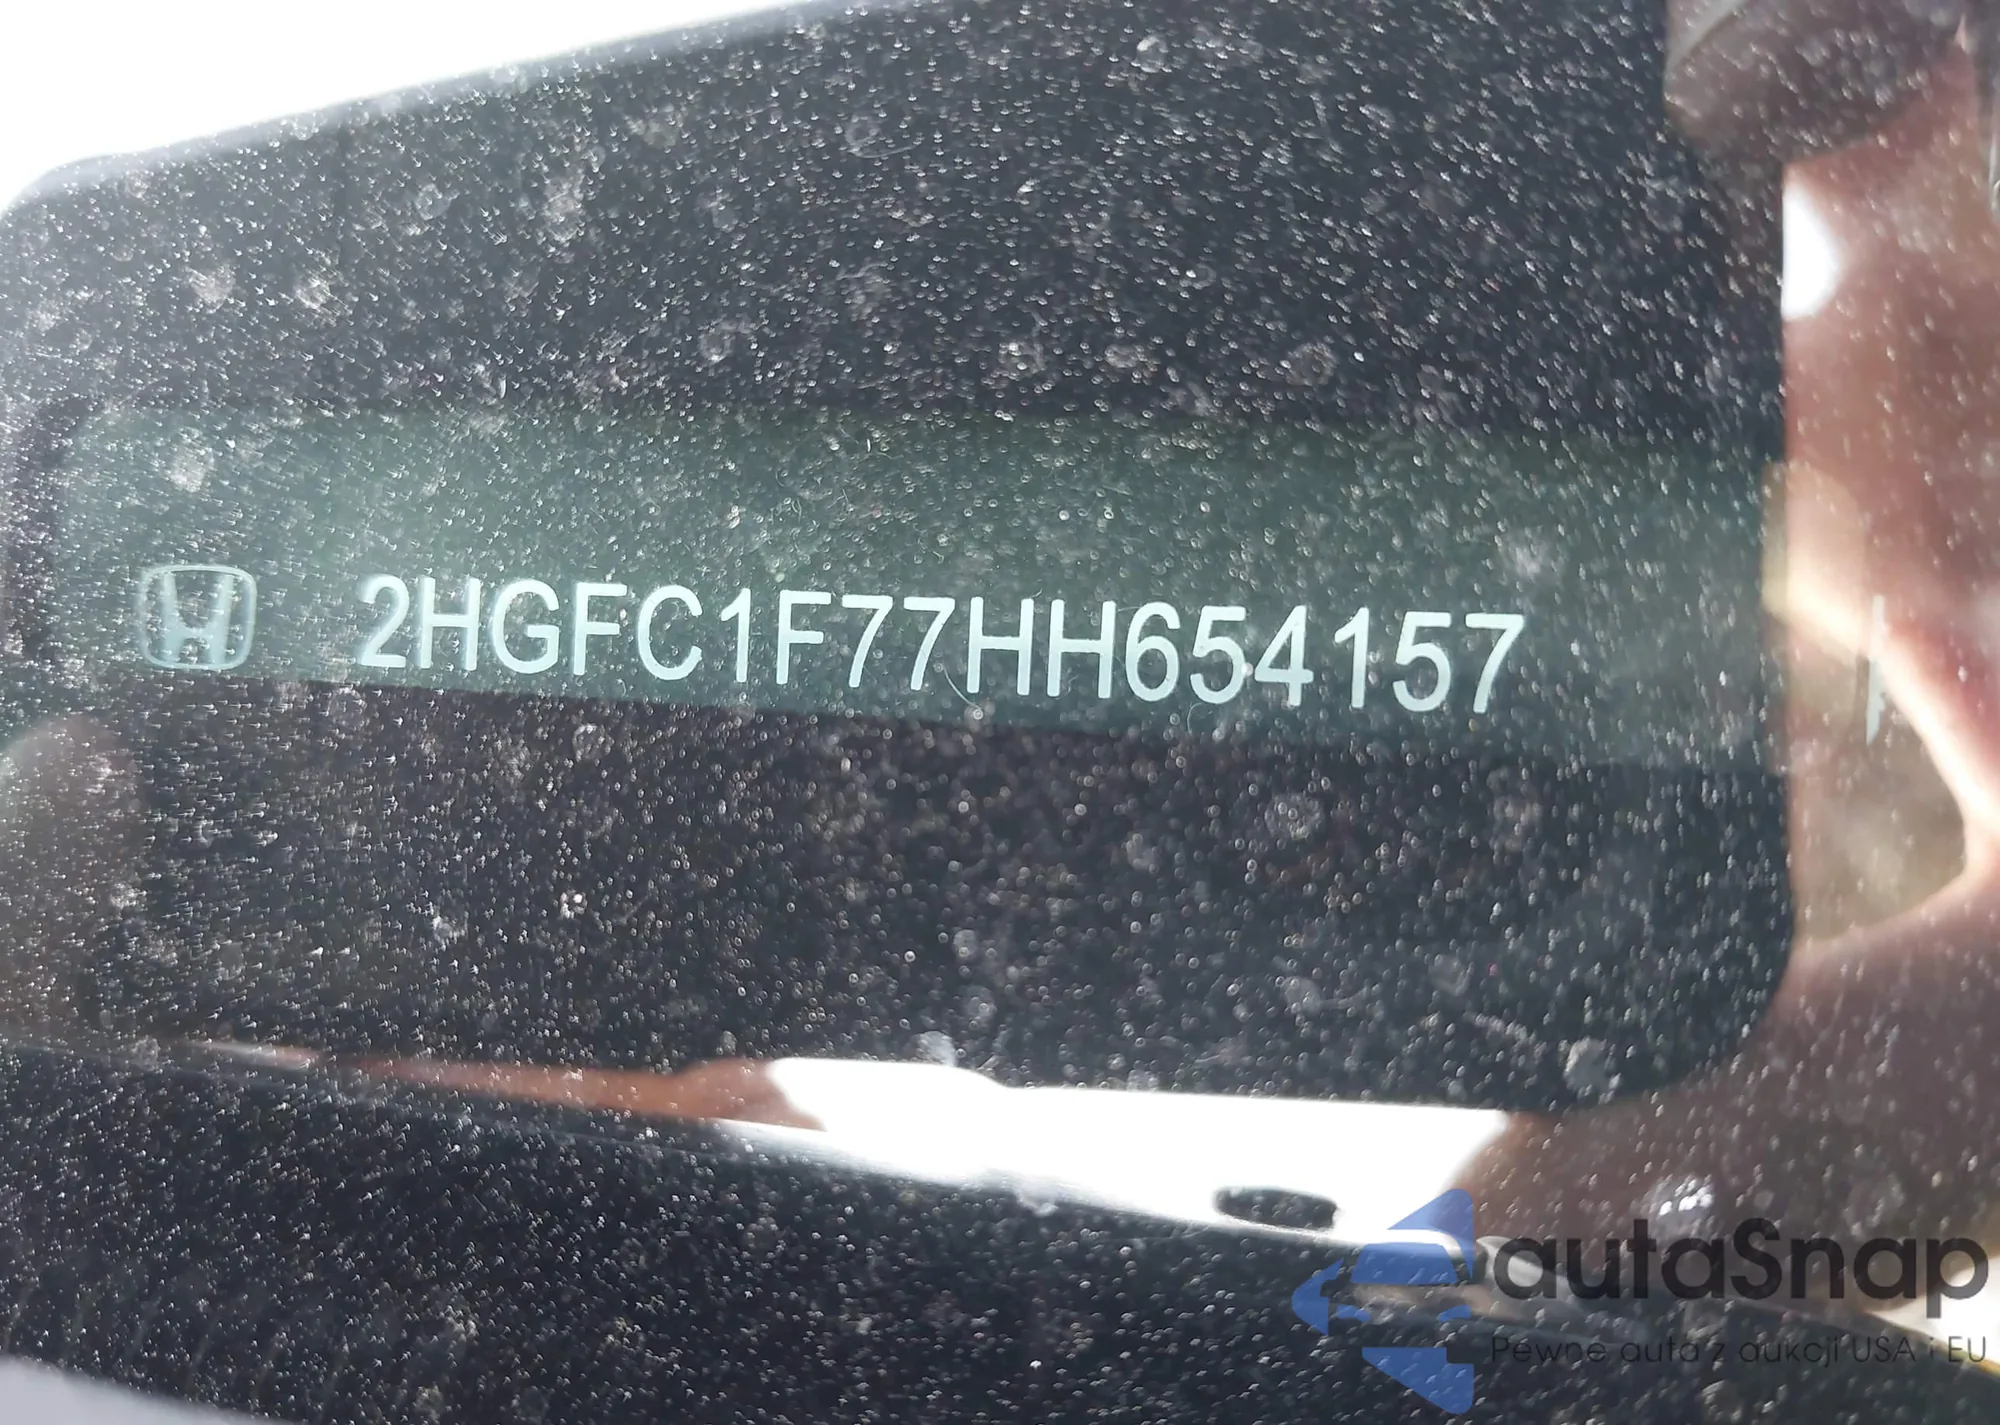 2HGFC1F77HH654157
autaSnap
Pewne auta z aukcji USA i EU